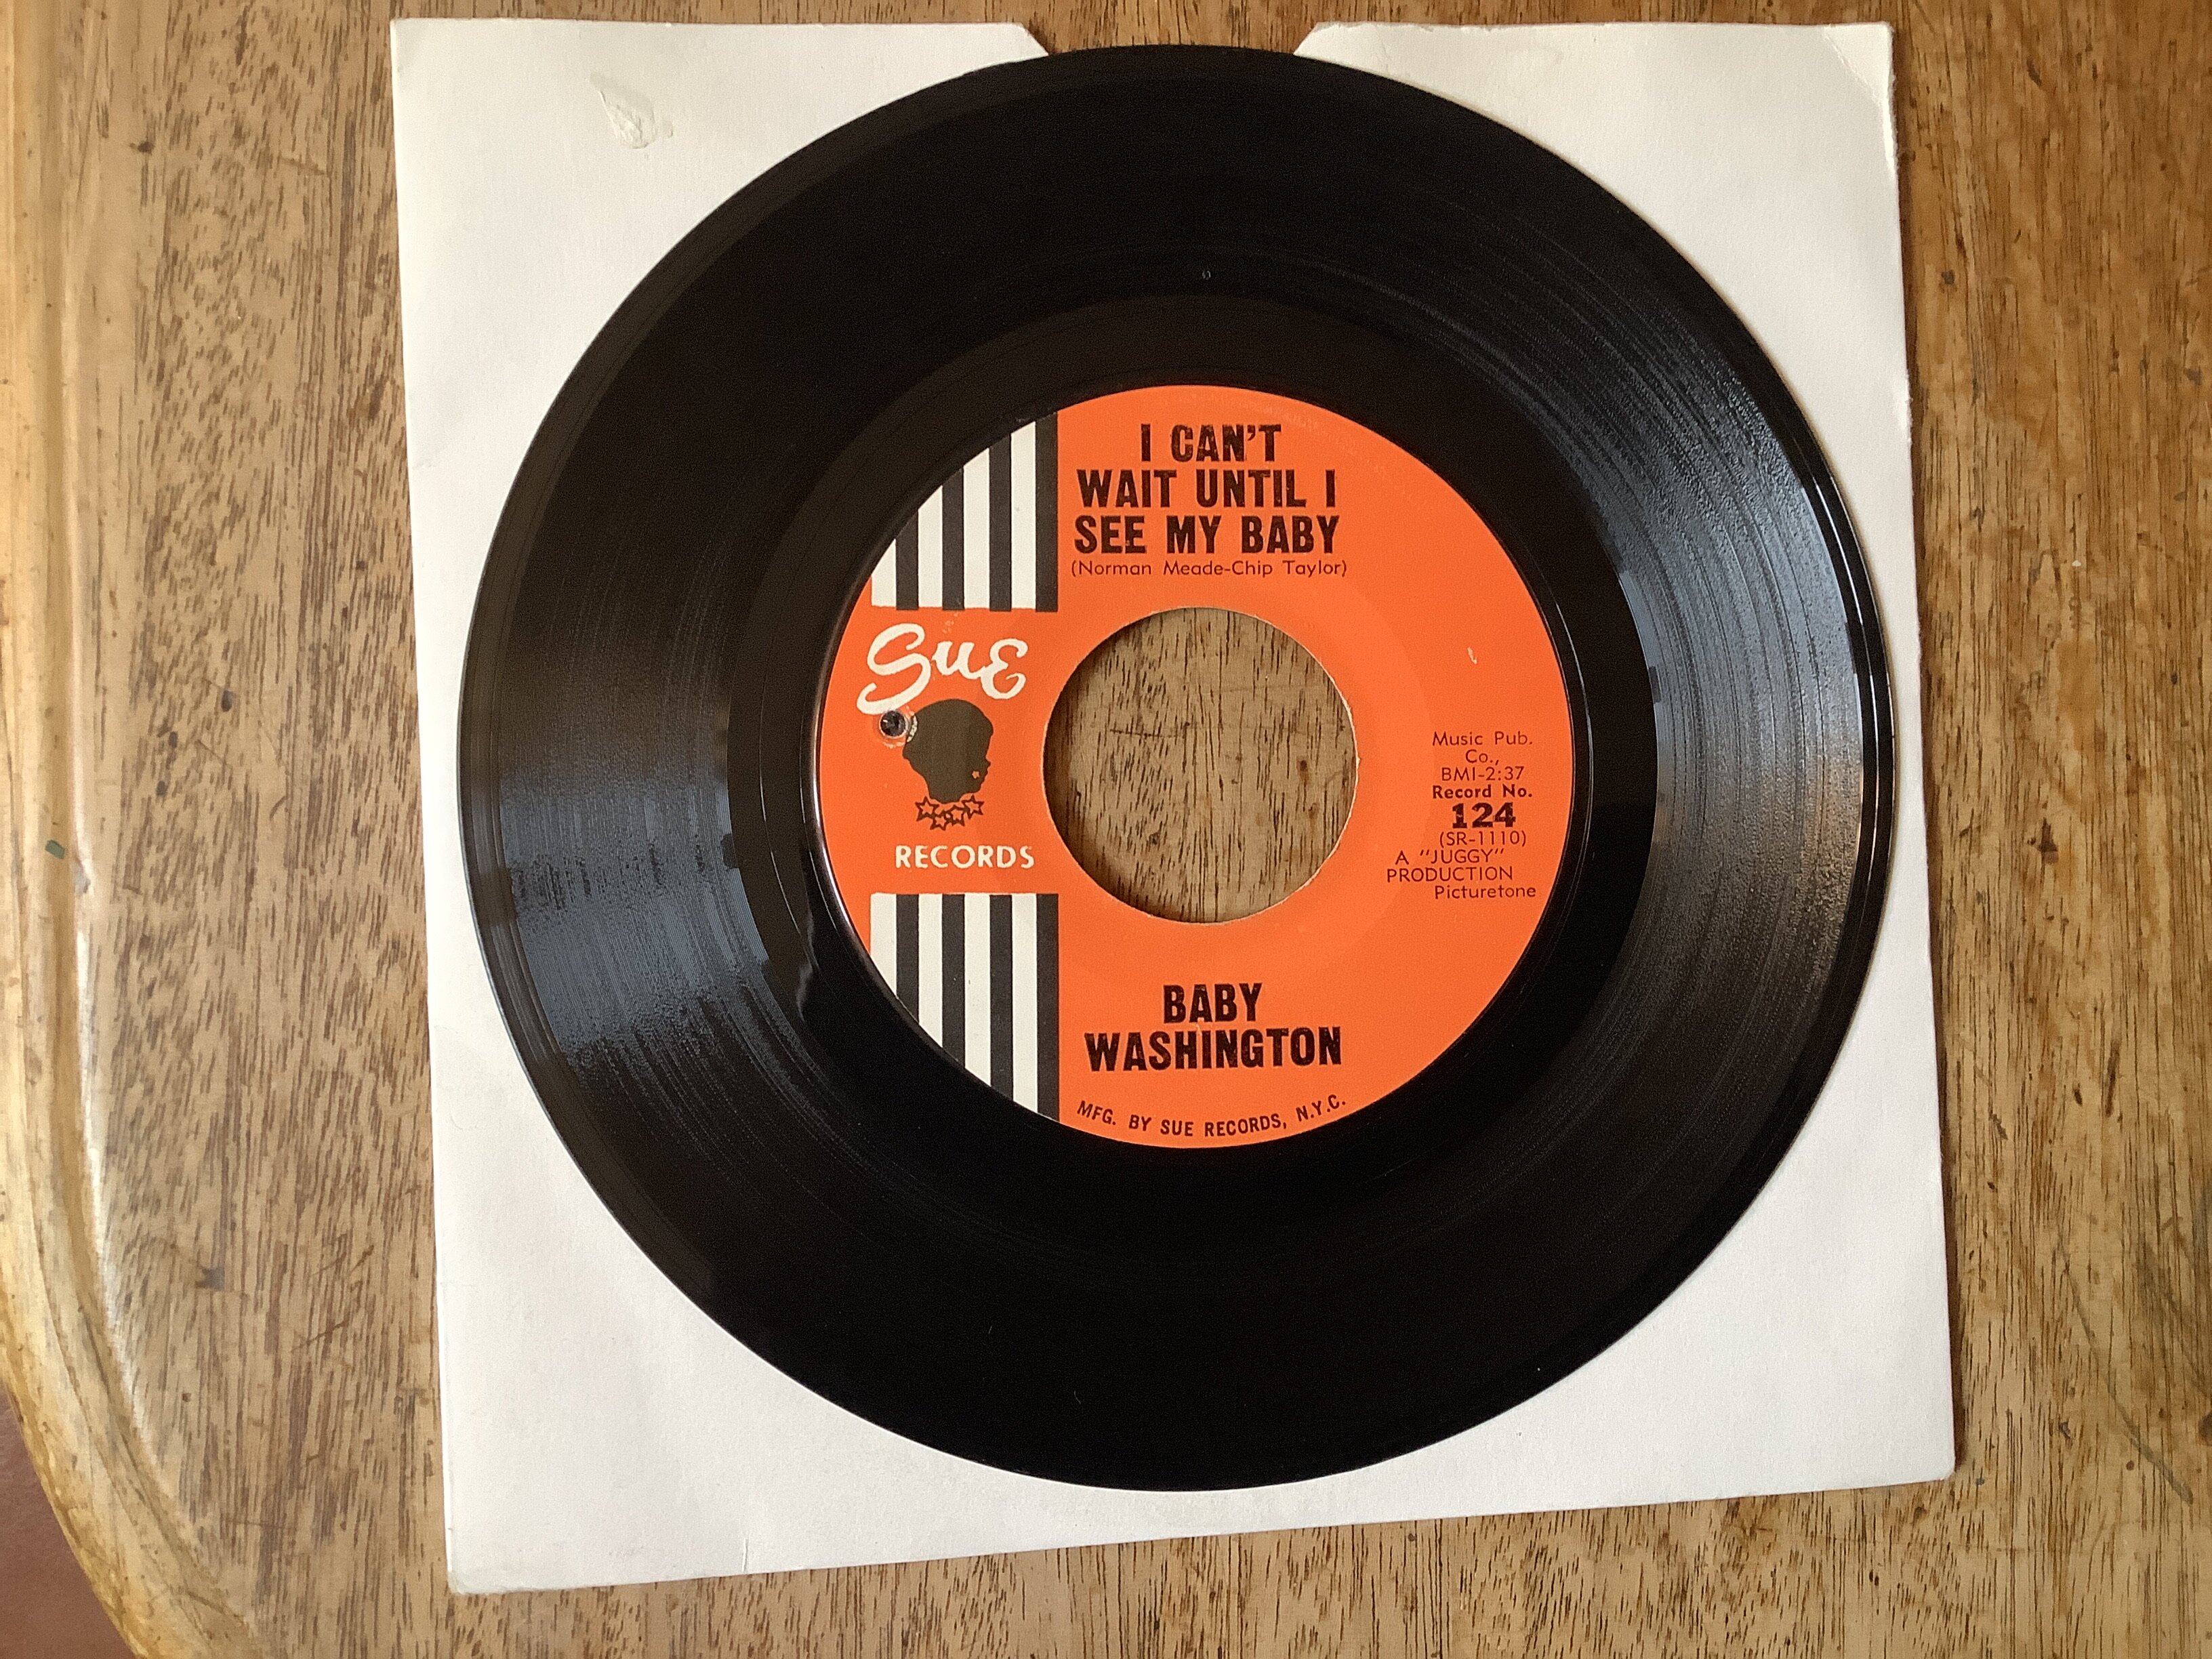 I CAN'T
WAIT UNTIL I
SEE MY BABY
(Norman Meade-Chip Taylor)
Sue
RECORDS
Music Pub.
Co.,
BMI-2:37
Record No.
124
(SR-1110)
A "JUGGY"
PRODUCTION
Picturetone
BABY
WASHINGTON
MFG. BY SUE RECORDS, N.Y.C.